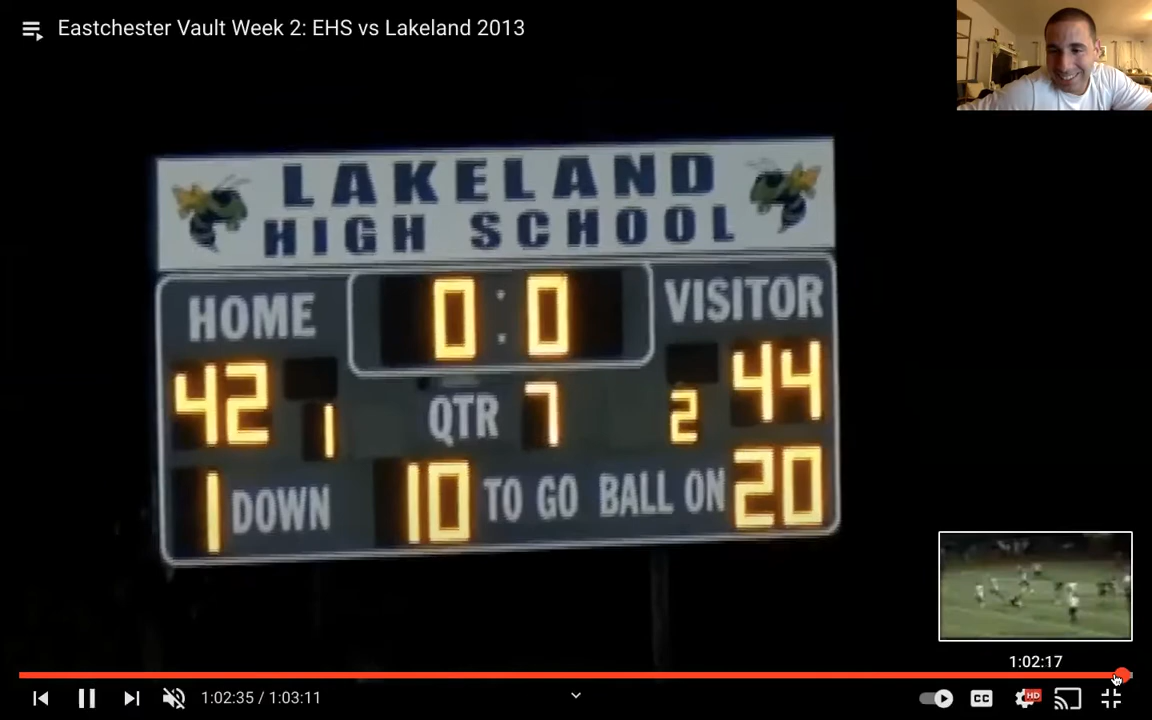 Eastchester Vault Week 2: EHS vs Lakeland 2013
LAKELAND
HIGH SCHOOL
HOME 0:0 VISITOR
42 1 QTR 7 2 44
1 DOWN 10 TO GO BALL ON 20
1:02:17
1:02:35 / 1:03:11
CC HD